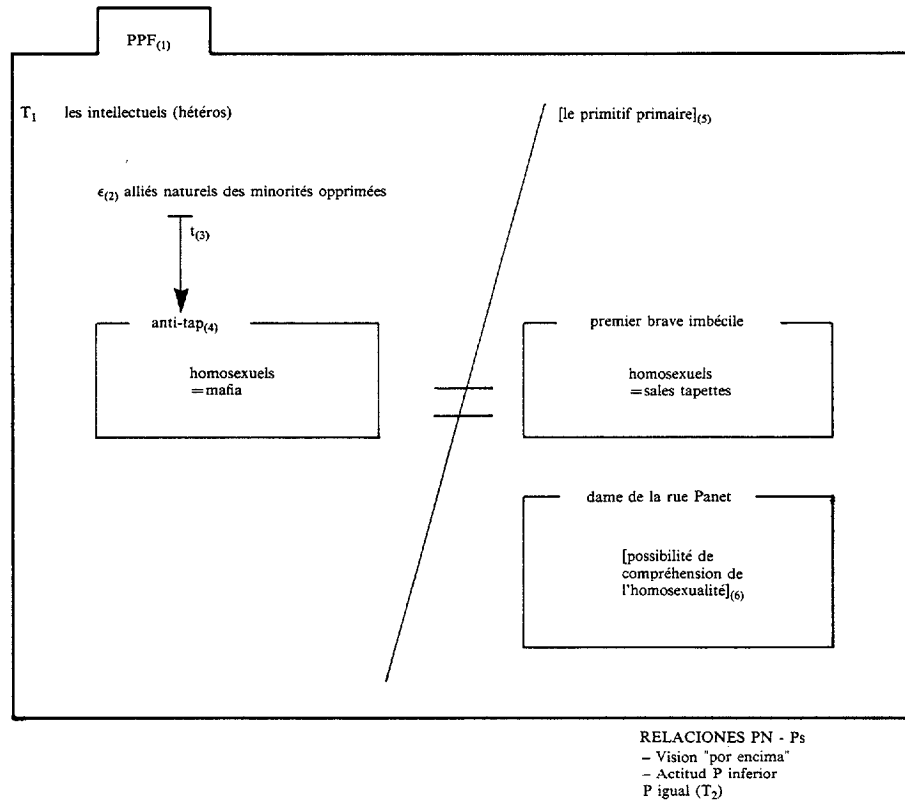 PPF(1)
T1 les intellectuels (hétéros)
[le primitif primaire](5)
ϵ(2) alliés naturels des minorités opprimées
t(3)
anti-tap(4)
homosexuels
=mafia
premier brave imbécile
homosexuels
=sales tapettes
dame de la rue Panet
[possibilité de
compréhension de
l'homosexualité](6)
RELACIONES PN - Ps
– Vision "por encima"
– Actitud P inferior
P igual (T2)